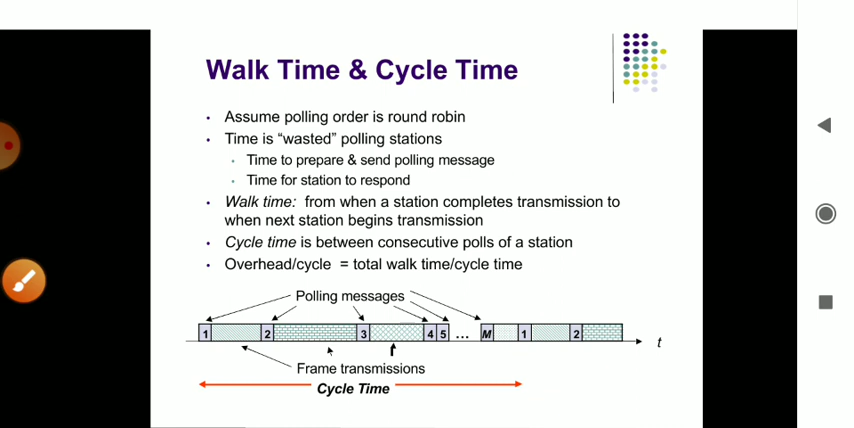 Walk Time & Cycle Time
• Assume polling order is round robin
• Time is “wasted” polling stations
• Time to prepare & send polling message
• Time for station to respond
• Walk time: from when a station completes transmission to
when next station begins transmission
• Cycle time is between consecutive polls of a station
• Overhead/cycle = total walk time/cycle time
Polling messages
1 2 3 4 5 ... M 1 2
t
Frame transmissions
Cycle Time